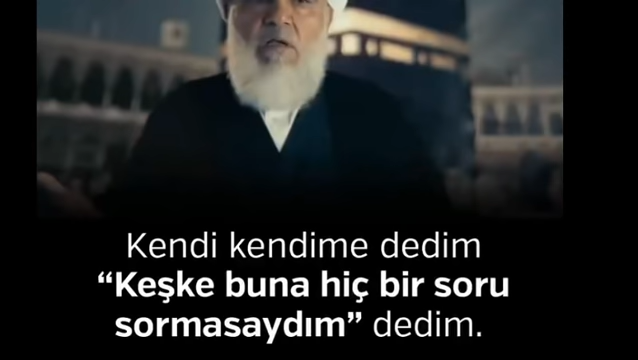 Kendi kendime dedim
“Keşke buna hiç bir soru
sormasaydım” dedim.